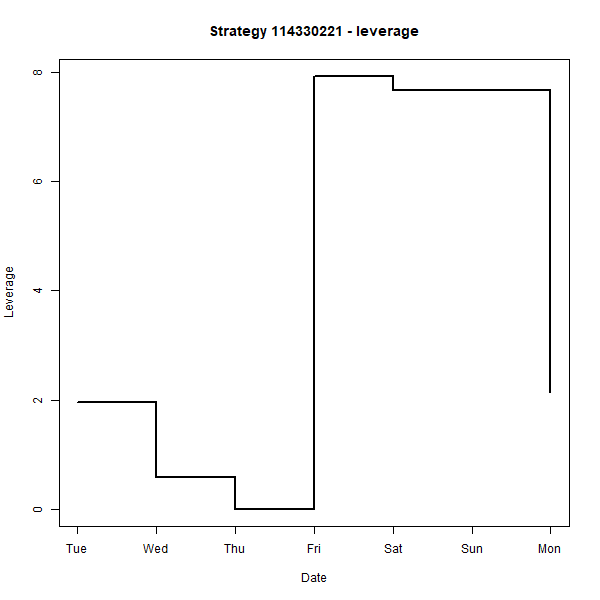 Strategy 114330221 - leverage
8
6
4
2
0
Leverage
Tue Wed Thu Fri Sat Sun Mon
Date